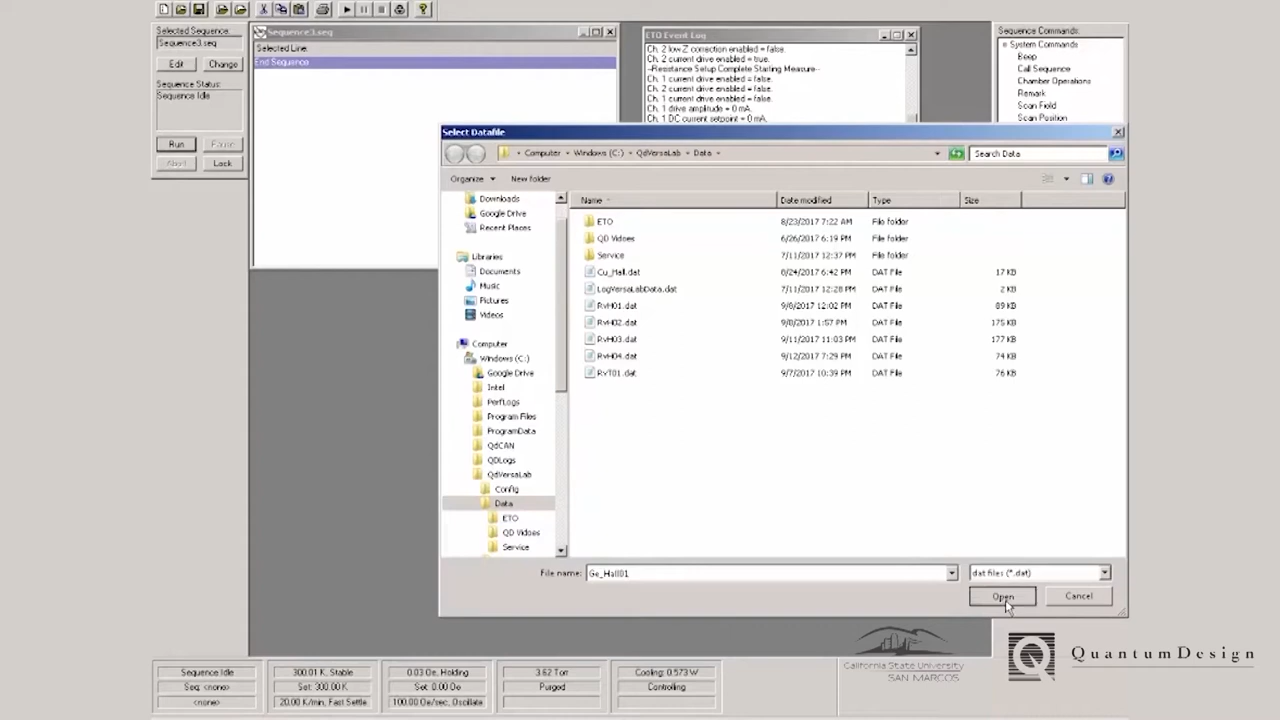 Selected Sequence:
Sequence3.seq
Edit
Change
Sequence Status:
Sequence Idle
Run
Pause
Abort
Lock
Sequence3.seq
Selected Line:
End Sequence
ETO Event Log
Ch. 2 low Z correction enabled = false.
Ch. 2 current drive enabled = true.
--Resistance Setup Complete Starting Measure--
Ch. 1 current drive enabled = false.
Ch. 2 current drive enabled = false.
Ch. 1 current drive enabled = false.
Ch. 1 drive amplitude = 0 mA.
Ch. 1 DC current setpoint = 0 mA.
Sequence Commands:
System Commands
Beep
Call Sequence
Chamber Operations
Remark
Scan Field
Scan Position
Select Datafile
Computer Windows (C:) QdVersaLab Data
Search Data
Organize
New folder
Downloads
Google Drive
Recent Places
Libraries
Documents
Music
Pictures
Videos
Computer
Windows (C:)
Google Drive
Intel
PerfLogs
Program Files
ProgramData
QdCAN
QDLogs
QdVersaLab
Config
Data
ETO
QD Vidoes
Service
Name Date modified Type Size
ETO 8/23/2017 7:22 AM File folder
QD Vidoes 6/26/2017 6:19 PM File folder
Service 7/11/2017 12:37 PM File folder
Cu_Hall.dat 8/24/2017 6:42 PM DAT File 17 KB
LogVersaLabData.dat 7/11/2017 12:28 PM DAT File 2 KB
RvH01.dat 9/8/2017 12:02 PM DAT File 89 KB
RvH02.dat 9/8/2017 1:57 PM DAT File 175 KB
RvH03.dat 9/11/2017 11:03 PM DAT File 177 KB
RvH04.dat 9/12/2017 7:29 PM DAT File 74 KB
RvT01.dat 9/7/2017 10:39 PM DAT File 76 KB
File name: Ge_Hall01
dat files (*.dat)
Open
Cancel
Sequence Idle
Seq: <none>
<none>
300.01 K, Stable
Set: 300.00 K
20.00 K/min, Fast Settle
0.03 Oe, Holding
Set: 0.00 Oe
100.00 Oe/sec, Oscillate
3.62 Torr
Purged
Cooling: 0.573 W
Controlling
California State University
SAN MARCOS
QuantumDesign